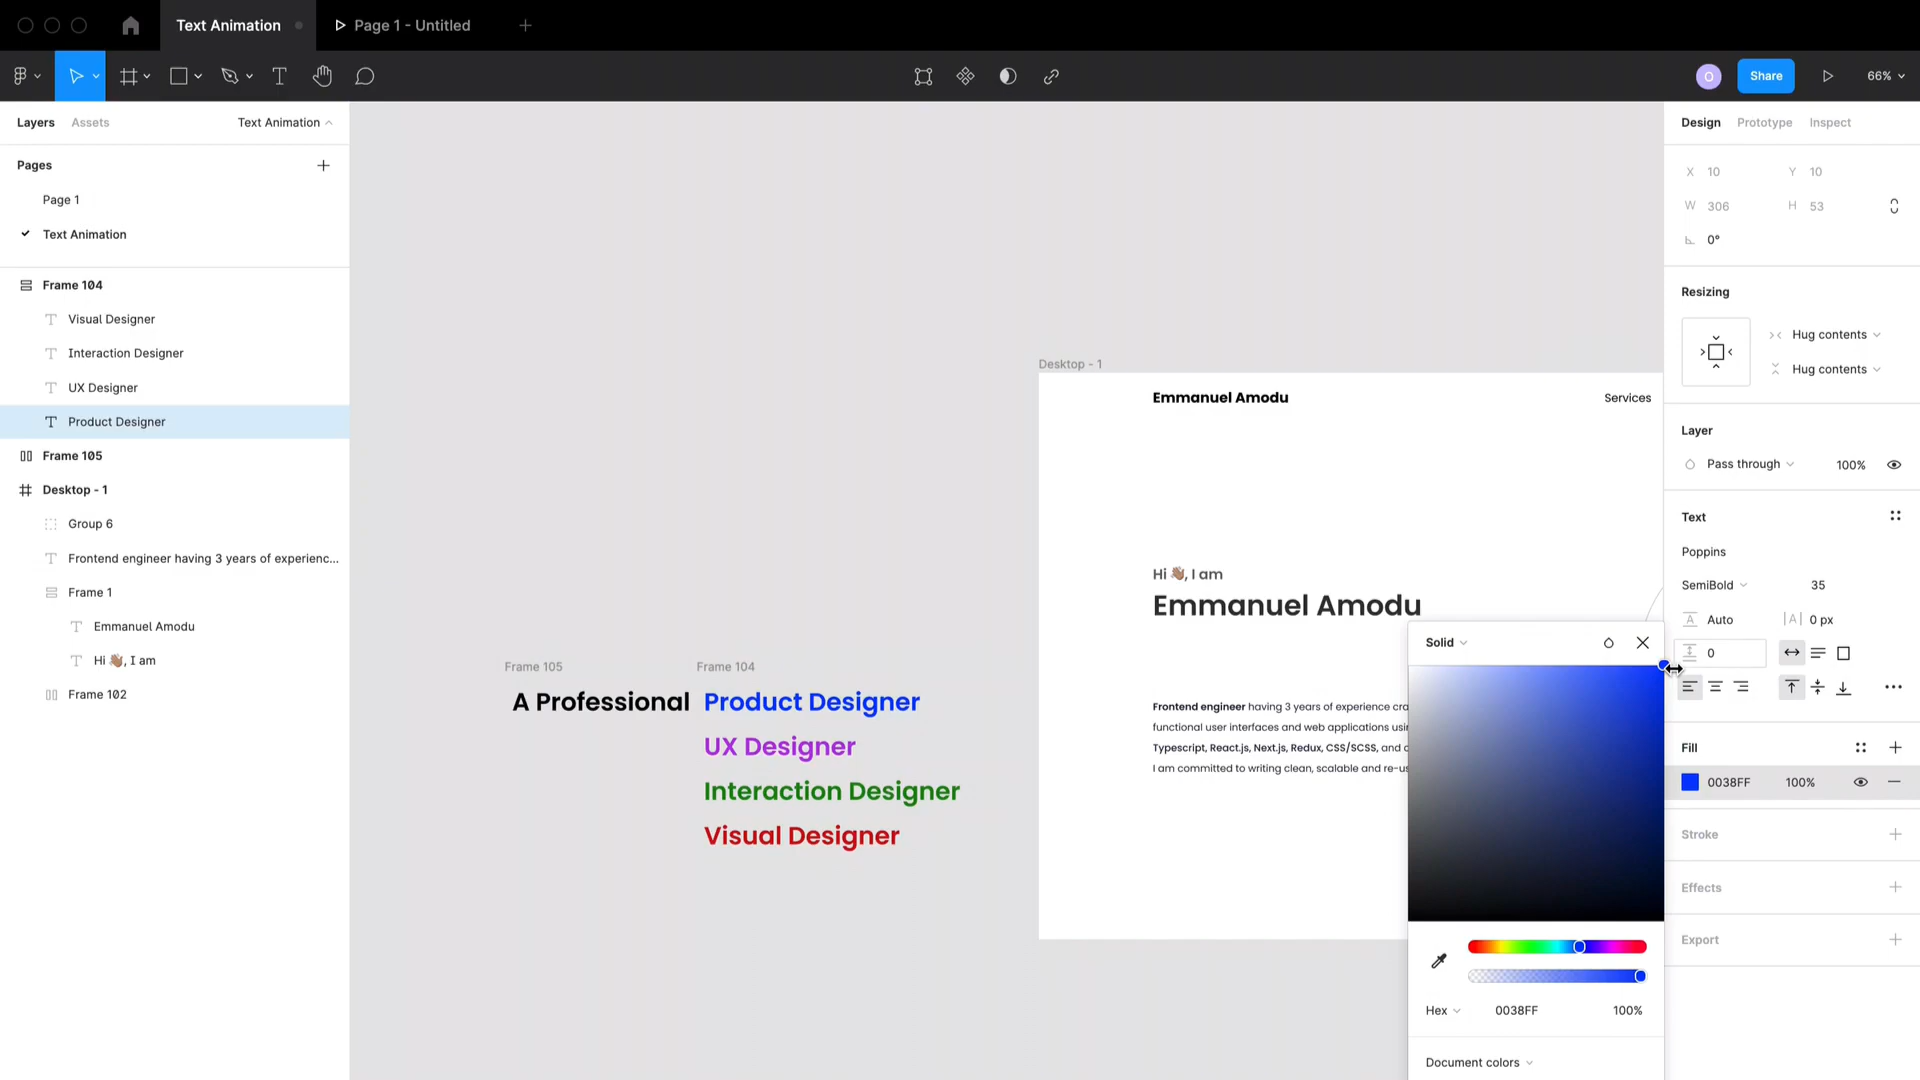 Text Animation
Page 1 - Untitled
O
Share
66%
Layers
Assets
Text Animation
Pages
Page 1
Text Animation
Frame 104
Visual Designer
Interaction Designer
UX Designer
Product Designer
Frame 105
Desktop - 1
Group 6
Frontend engineer having 3 years of experienc...
Frame 1
Emmanuel Amodu
Hi 👋🏽, I am
Frame 102
Frame 105
Frame 104
A Professional
Product Designer
UX Designer
Interaction Designer
Visual Designer
Desktop - 1
Emmanuel Amodu
Services
Hi 👋🏽, I am
Emmanuel Amodu
Frontend engineer having 3 years of experience
functional user interfaces and web applications
Typescript, React.js, Next.js, Redux, CSS/SCSS, and
I am committed to writing clean, scalable and
Solid
Hex
0038FF
100%
Document colors
Design
Prototype
Inspect
X 10
Y 10
W 306
H 53
0°
Resizing
Hug contents
Hug contents
Layer
Pass through
100%
Text
Poppins
SemiBold
35
Auto
0 px
0
Fill
0038FF
100%
Stroke
Effects
Export